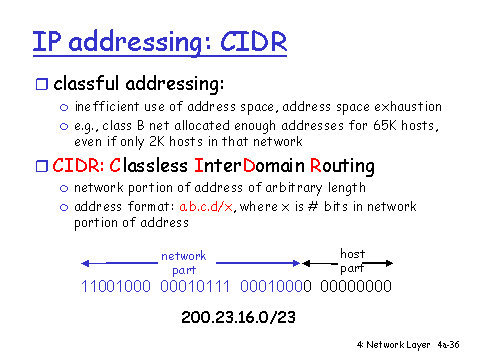 IP addressing: CIDR
classful addressing:
inefficient use of address space, address space exhaustion
e.g., class B net allocated enough addresses for 65K hosts,
even if only 2K hosts in that network
CIDR: Classless InterDomain Routing
network portion of address of arbitrary length
address format: a.b.c.d/x, where x is # bits in network
portion of address
network
part
host
part
11001000 00010111 00010000 00000000
200.23.16.0/23
4: Network Layer 4a-36